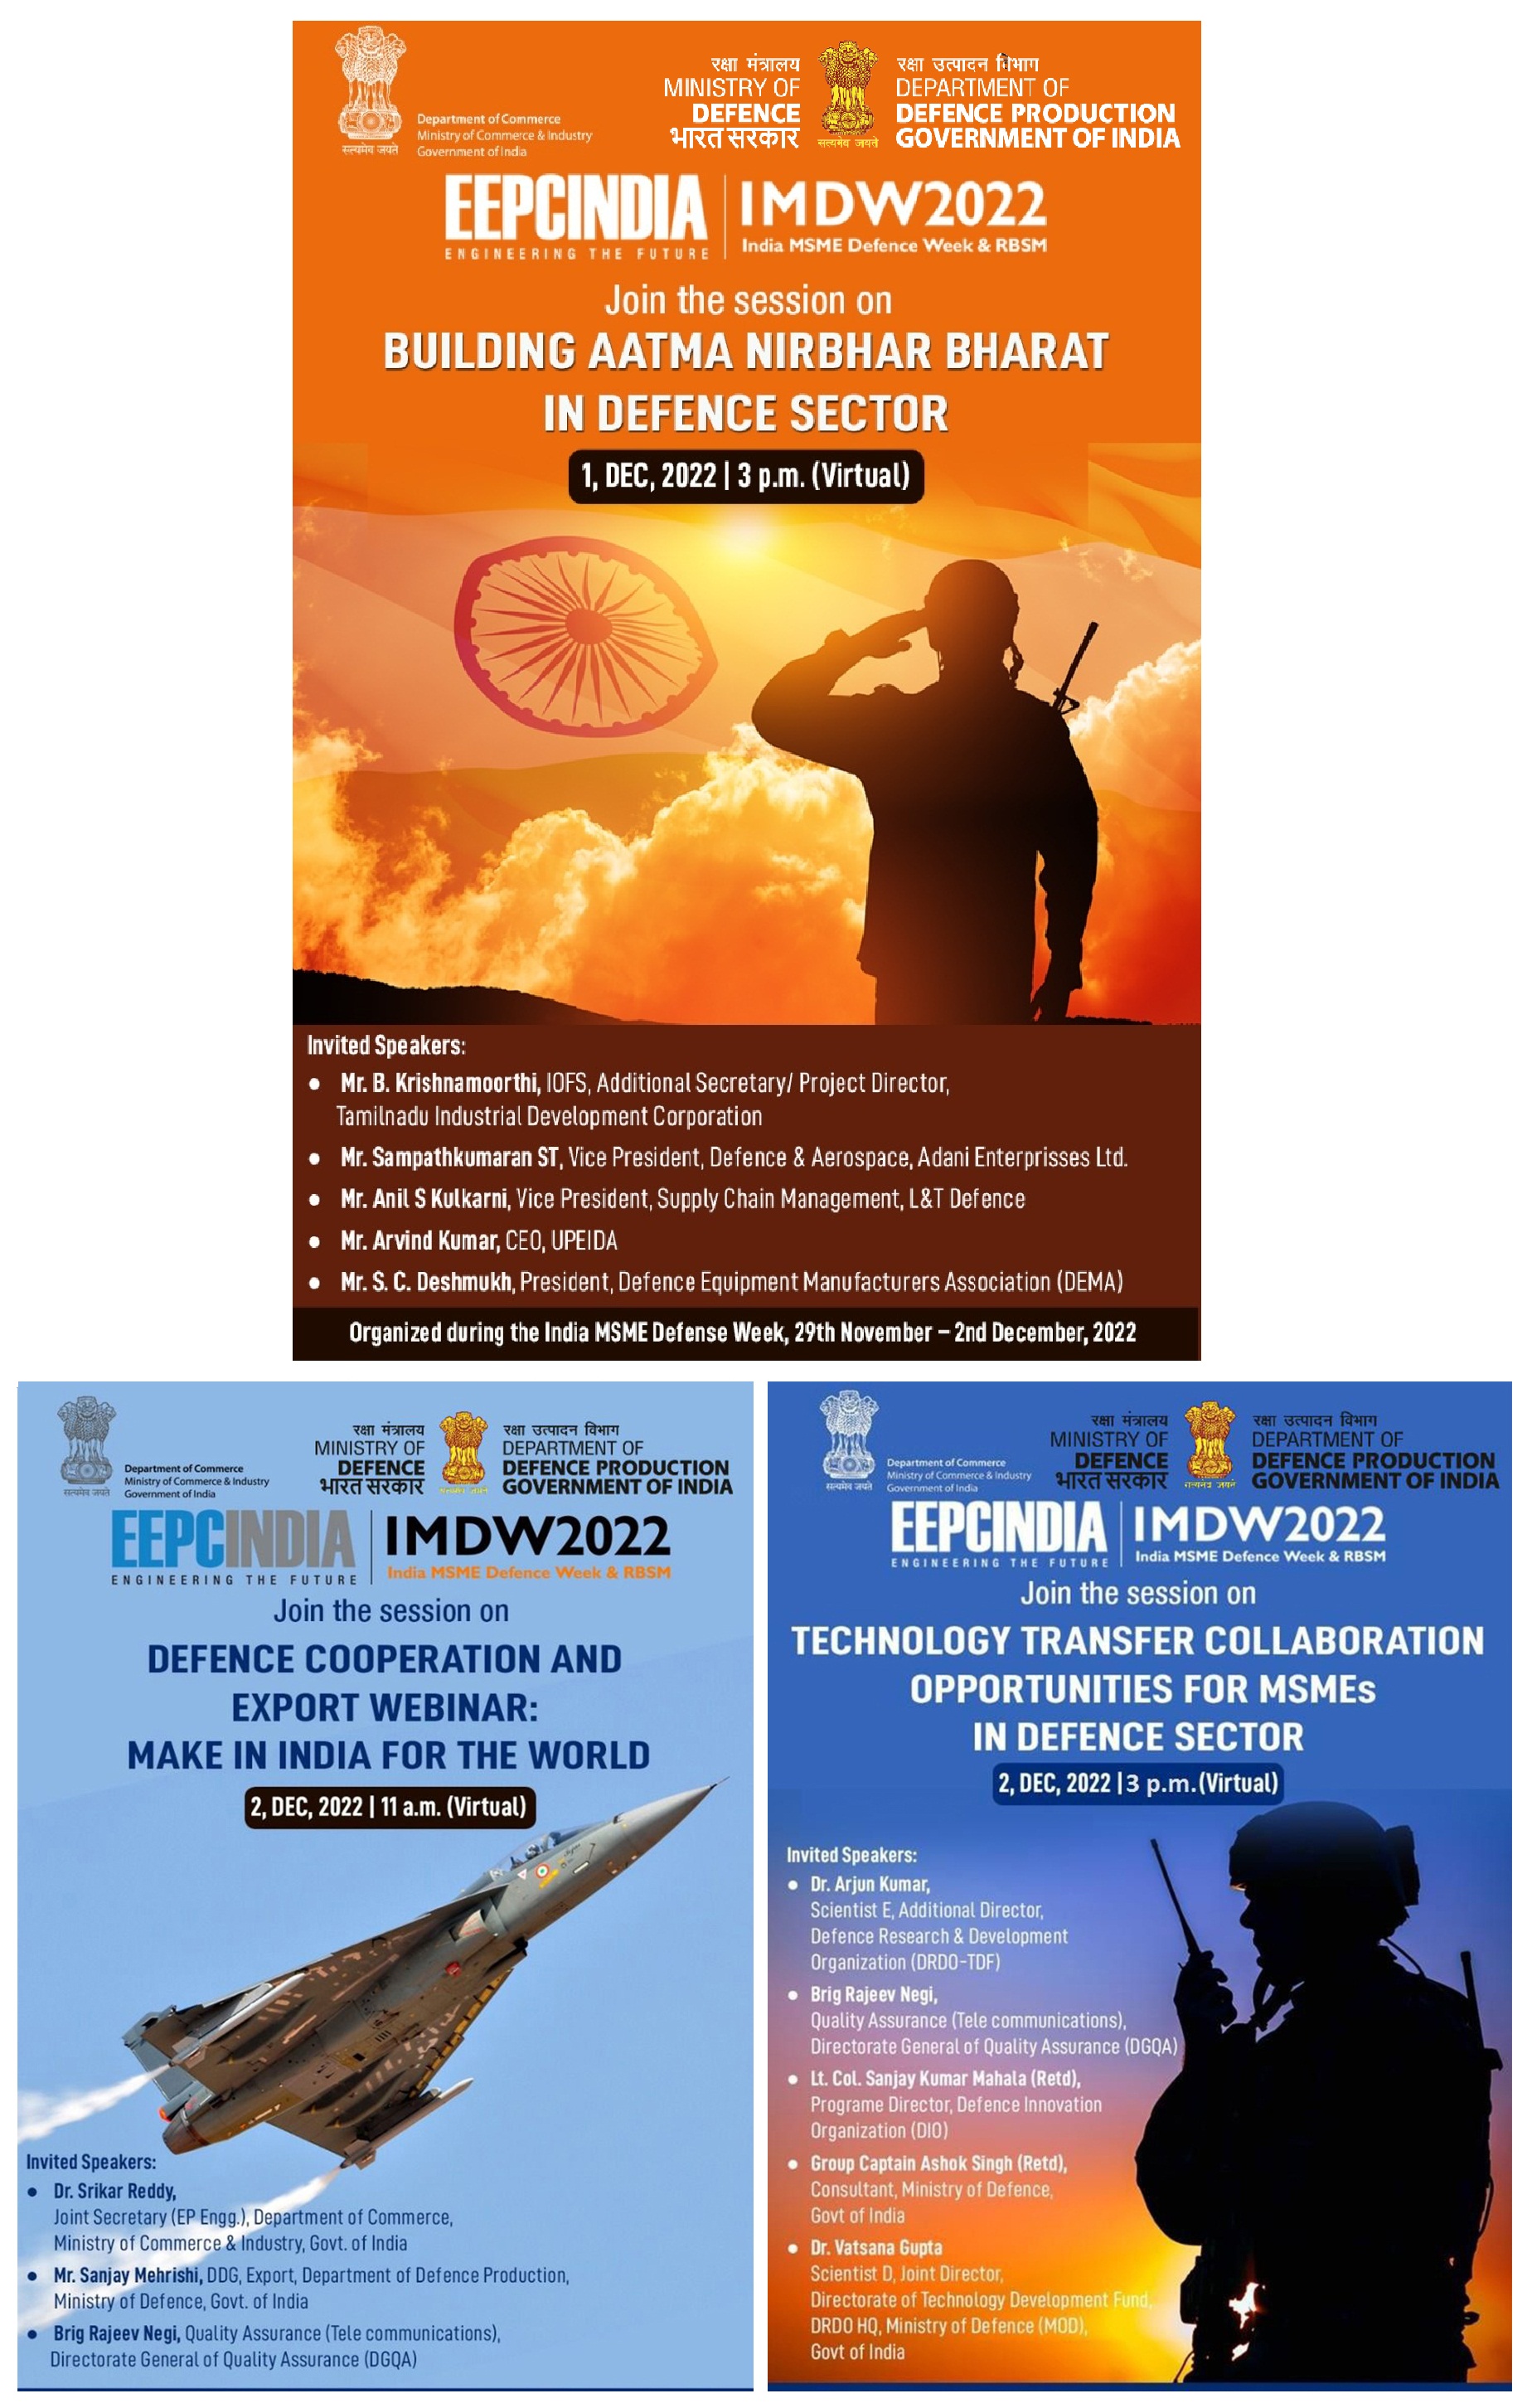 सत्यमेव जयते
Department of Commerce
Ministry of Commerce & Industry
Government of India
रक्षा मंत्रालय
MINISTRY OF
DEFENCE
भारत सरकार
सत्यमेव जयते
रक्षा उत्पादन विभाग
DEPARTMENT OF
DEFENCE PRODUCTION
GOVERNMENT OF INDIA
EEPCINDIA
ENGINEERING THE FUTURE
IMDW2022
India MSME Defence Week & RBSM
Join the session on
BUILDING AATMA NIRBHAR BHARAT
IN DEFENCE SECTOR
1, DEC, 2022 | 3 p.m. (Virtual)
Invited Speakers:
● Mr. B. Krishnamoorthi, IOFS, Additional Secretary/ Project Director,
Tamilnadu Industrial Development Corporation
● Mr. Sampathkumaran ST, Vice President, Defence & Aerospace, Adani Enterprisses Ltd.
● Mr. Anil S Kulkarni, Vice President, Supply Chain Management, L&T Defence
● Mr. Arvind Kumar, CEO, UPEIDA
● Mr. S. C. Deshmukh, President, Defence Equipment Manufacturers Association (DEMA)
Organized during the India MSME Defense Week, 29th November – 2nd December, 2022
सत्यमेव जयते
Department of Commerce
Ministry of Commerce & Industry
Government of India
रक्षा मंत्रालय
MINISTRY OF
DEFENCE
भारत सरकार
सत्यमेव जयते
रक्षा उत्पादन विभाग
DEPARTMENT OF
DEFENCE PRODUCTION
GOVERNMENT OF INDIA
EEPCINDIA
ENGINEERING THE FUTURE
IMDW2022
India MSME Defence Week & RBSM
Join the session on
DEFENCE COOPERATION AND
EXPORT WEBINAR:
MAKE IN INDIA FOR THE WORLD
2, DEC, 2022 | 11 a.m. (Virtual)
Invited Speakers:
● Dr. Srikar Reddy,
Joint Secretary (EP Engg.), Department of Commerce,
Ministry of Commerce & Industry, Govt. of India
● Mr. Sanjay Mehrishi, DDG, Export, Department of Defence Production,
Ministry of Defence, Govt. of India
● Brig Rajeev Negi, Quality Assurance (Tele communications),
Directorate General of Quality Assurance (DGQA)
सत्यमेव जयते
Department of Commerce
Ministry of Commerce & Industry
Government of India
रक्षा मंत्रालय
MINISTRY OF
DEFENCE
भारत सरकार
सत्यमेव जयते
रक्षा उत्पादन विभाग
DEPARTMENT OF
DEFENCE PRODUCTION
GOVERNMENT OF INDIA
EEPCINDIA
ENGINEERING THE FUTURE
IMDW2022
India MSME Defence Week & RBSM
Join the session on
TECHNOLOGY TRANSFER COLLABORATION
OPPORTUNITIES FOR MSMEs
IN DEFENCE SECTOR
2, DEC, 2022 | 3 p.m. (Virtual)
Invited Speakers:
● Dr. Arjun Kumar,
Scientist E, Additional Director,
Defence Research & Development
Organization (DRDO-TDF)
● Brig Rajeev Negi,
Quality Assurance (Tele communications),
Directorate General of Quality Assurance (DGQA)
● Lt. Col. Sanjay Kumar Mahala (Retd),
Programe Director, Defence Innovation
Organization (DIO)
● Group Captain Ashok Singh (Retd),
Consultant, Ministry of Defence,
Govt of India
● Dr. Vatsana Gupta
Scientist D, Joint Director,
Directorate of Technology Development Fund,
DRDO HQ, Ministry of Defence (MOD),
Govt of India